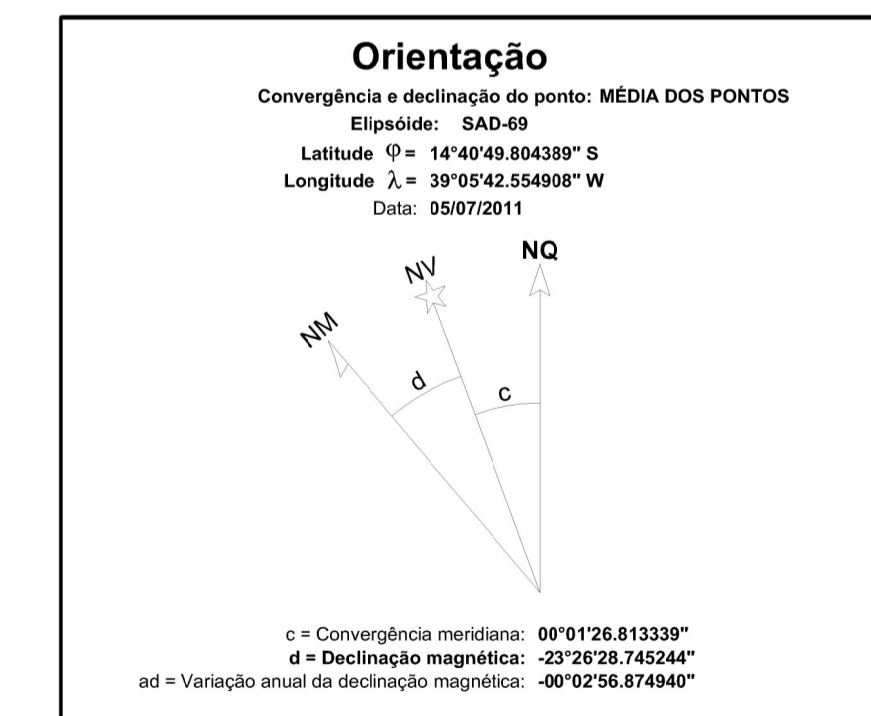 Orientação
Convergência e declinação do ponto: MÉDIA DOS PONTOS
Elipsóide: SAD-69
Latitude φ = 14°40'49.804389" S
Longitude λ = 39°05'42.554908" W
Data: 05/07/2011
NQ
NV
NM
d
c
c = Convergência meridiana: 00°01'26.813339"
d = Declinação magnética: -23°26'28.745244"
ad = Variação anual da declinação magnética: -00°02'56.874940"